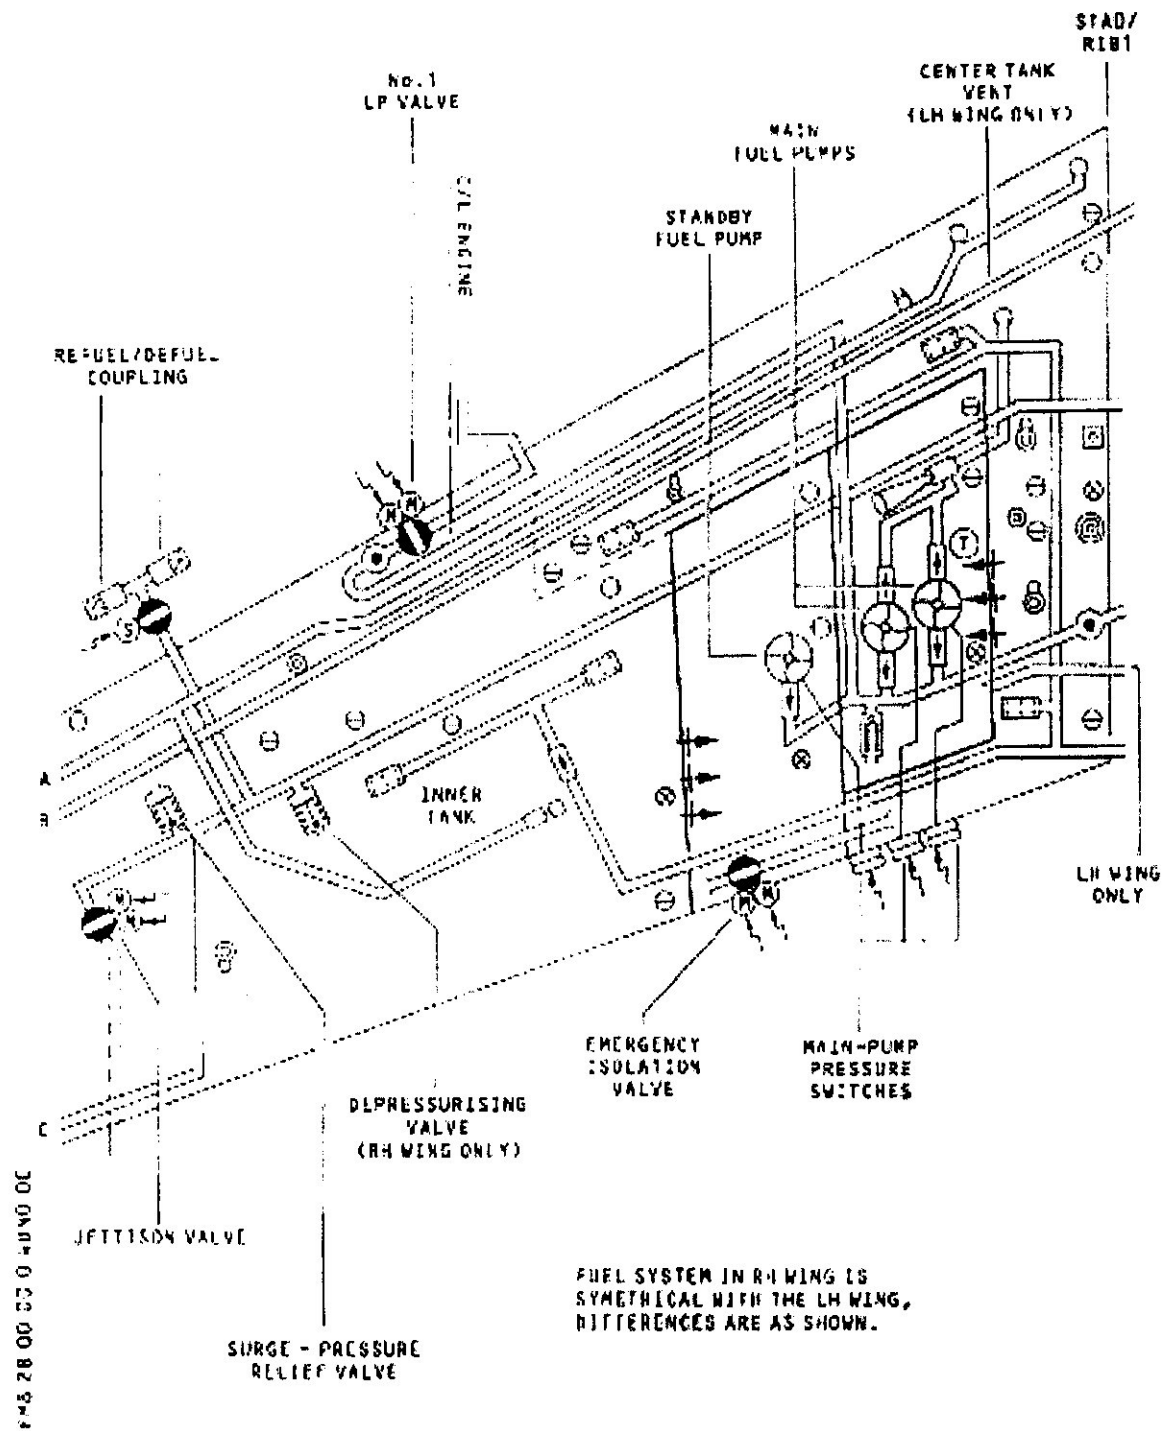 STAD/
RIB1
CENTER TANK
VENT
(LH WING ONLY)
No.1
LP VALVE
MAIN
FUEL PUMPS
C/L ENGINE
STANDBY
FUEL PUMP
REFUEL/DEFUEL
COUPLING
M
M
S
T
A
B
INNER
TANK
M
M
M
M
LH WING
ONLY
EMERGENCY
ISOLATION
VALVE
MAIN-PUMP
PRESSURE
SWITCHES
DEPRESSURISING
VALVE
(RH WING ONLY)
C
JETTISON VALVE
FUEL SYSTEM IN RH WING IS
SYMETRICAL WITH THE LH WING,
DIFFERENCES ARE AS SHOWN.
SURGE - PRESSURE
RELIEF VALVE